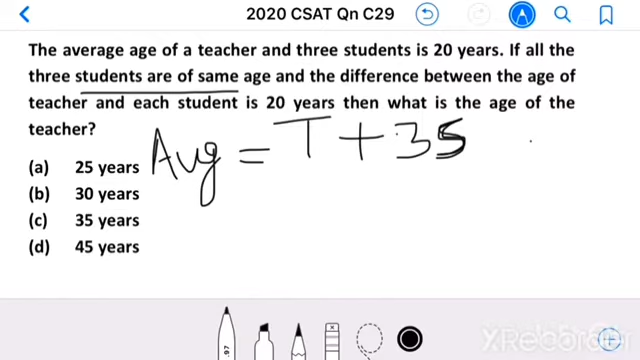 2020 CSAT Qn C29
The average age of a teacher and three students is 20 years. If all the
three students are of same age and the difference between the age of
teacher and each student is 20 years then what is the age of the
teacher?
Avg = T + 3S
(a) 25 years
(b) 30 years
(c) 35 years
(d) 45 years
.97
XRecorder